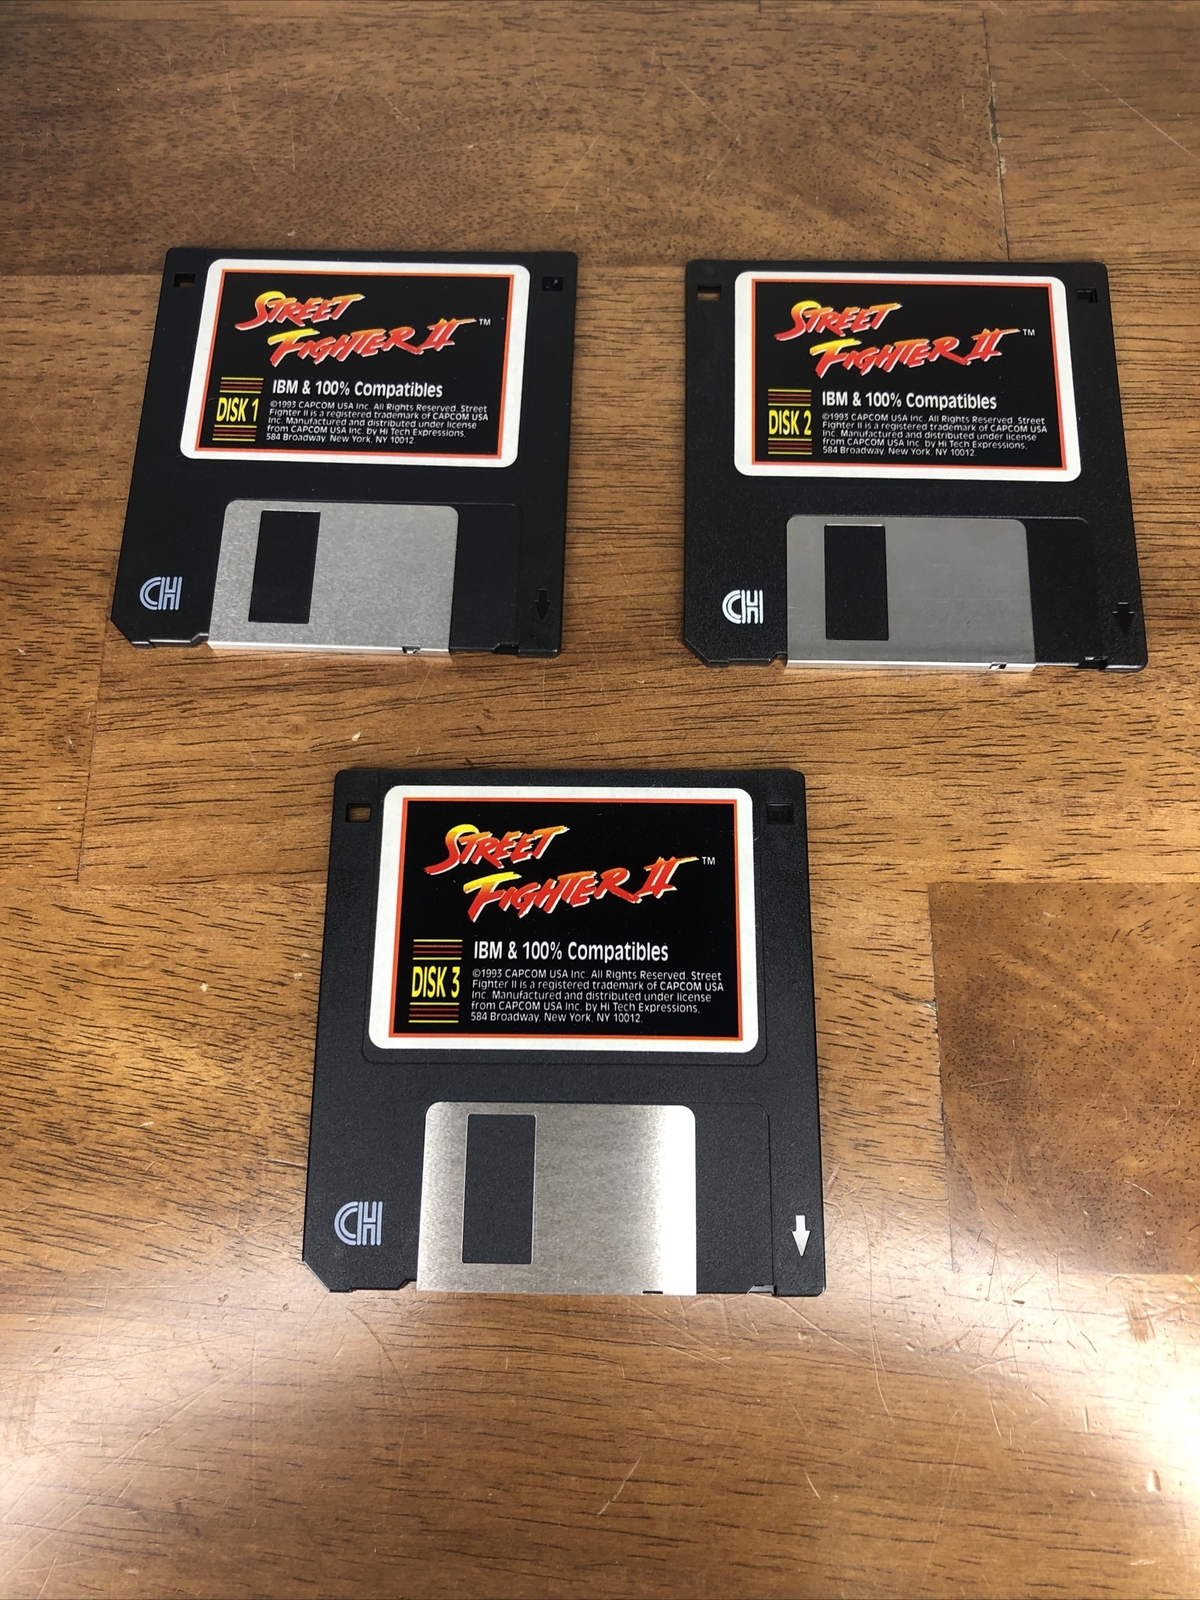 STREET
FIGHTER II™
IBM & 100% Compatibles
DISK 1
©1993 CAPCOM USA Inc. All Rights Reserved. Street
Fighter II is a registered trademark of CAPCOM USA
Inc. Manufactured and distributed under license
from CAPCOM USA Inc. by Hi Tech Expressions,
584 Broadway, New York, NY 10012.
CH
STREET
FIGHTER II™
IBM & 100% Compatibles
DISK 2
©1993 CAPCOM USA Inc. All Rights Reserved. Street
Fighter II is a registered trademark of CAPCOM USA
Inc. Manufactured and distributed under license
from CAPCOM USA Inc. by Hi Tech Expressions,
584 Broadway, New York, NY 10012.
CH
STREET
FIGHTER II™
IBM & 100% Compatibles
DISK 3
©1993 CAPCOM USA Inc. All Rights Reserved. Street
Fighter II is a registered trademark of CAPCOM USA
Inc. Manufactured and distributed under license
from CAPCOM USA Inc. by Hi Tech Expressions,
584 Broadway, New York, NY 10012.
CH